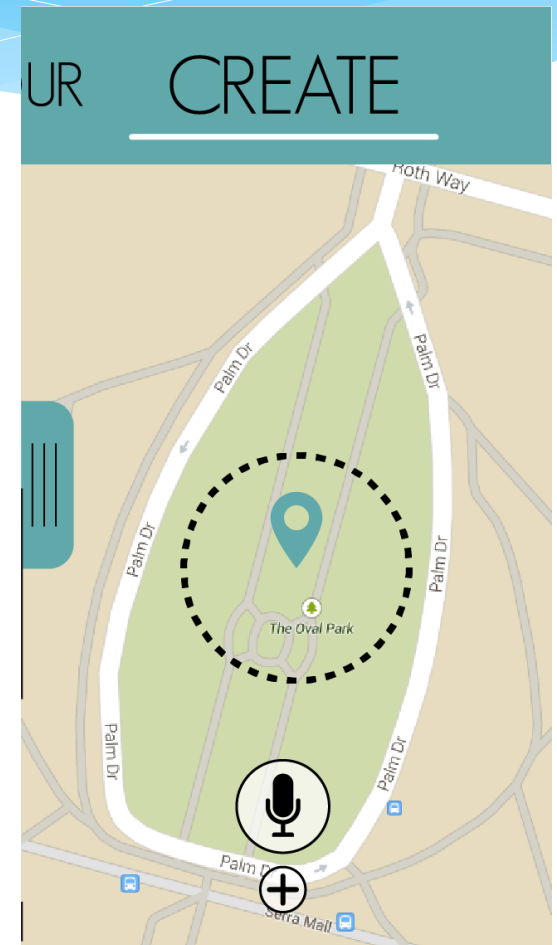 UR CREATE
Roth Way
Palm Dr
Palm Dr
Palm Dr
Palm Dr
The Oval Park
Palm Dr
Palm Dr
Palm Dr
Serra Mall